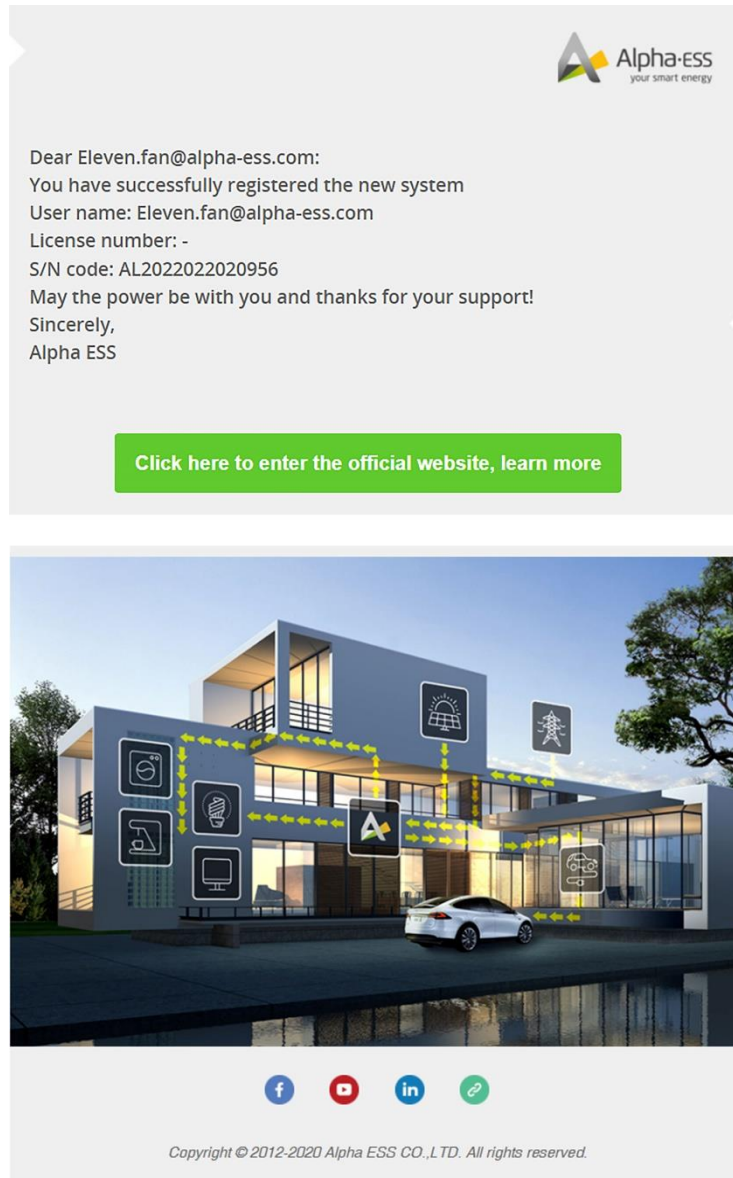 Alpha·ESS
your smart energy
Dear Eleven.fan@alpha-ess.com:
You have successfully registered the new system
User name: Eleven.fan@alpha-ess.com
License number: -
S/N code: AL2022022020956
May the power be with you and thanks for your support!
Sincerely,
Alpha ESS
Click here to enter the official website, learn more
Copyright © 2012-2020 Alpha ESS CO.,LTD. All rights reserved.